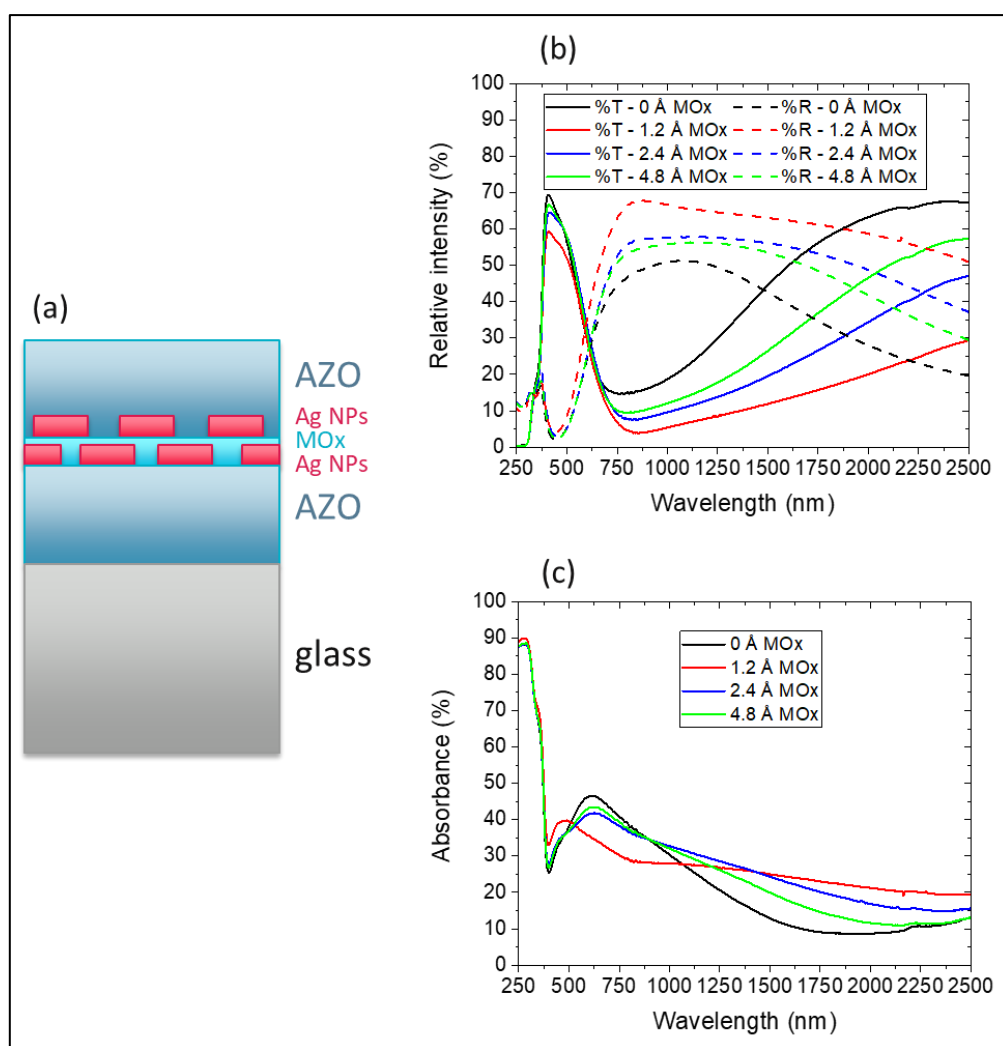 (a)
AZO
Ag NPs
MOx
Ag NPs
AZO
glass
(b)
100
90
80
70
60
50
40
30
20
10
0
Relative intensity (%)
%T - 0 Å MOx %R - 0 Å MOx
%T - 1.2 Å MOx %R - 1.2 Å MOx
%T - 2.4 Å MOx %R - 2.4 Å MOx
%T - 4.8 Å MOx %R - 4.8 Å MOx
250 500 750 1000 1250 1500 1750 2000 2250 2500
Wavelength (nm)
(c)
100
90
80
70
60
50
40
30
20
10
0
Absorbance (%)
0 Å MOx
1.2 Å MOx
2.4 Å MOx
4.8 Å MOx
250 500 750 1000 1250 1500 1750 2000 2250 2500
Wavelength (nm)